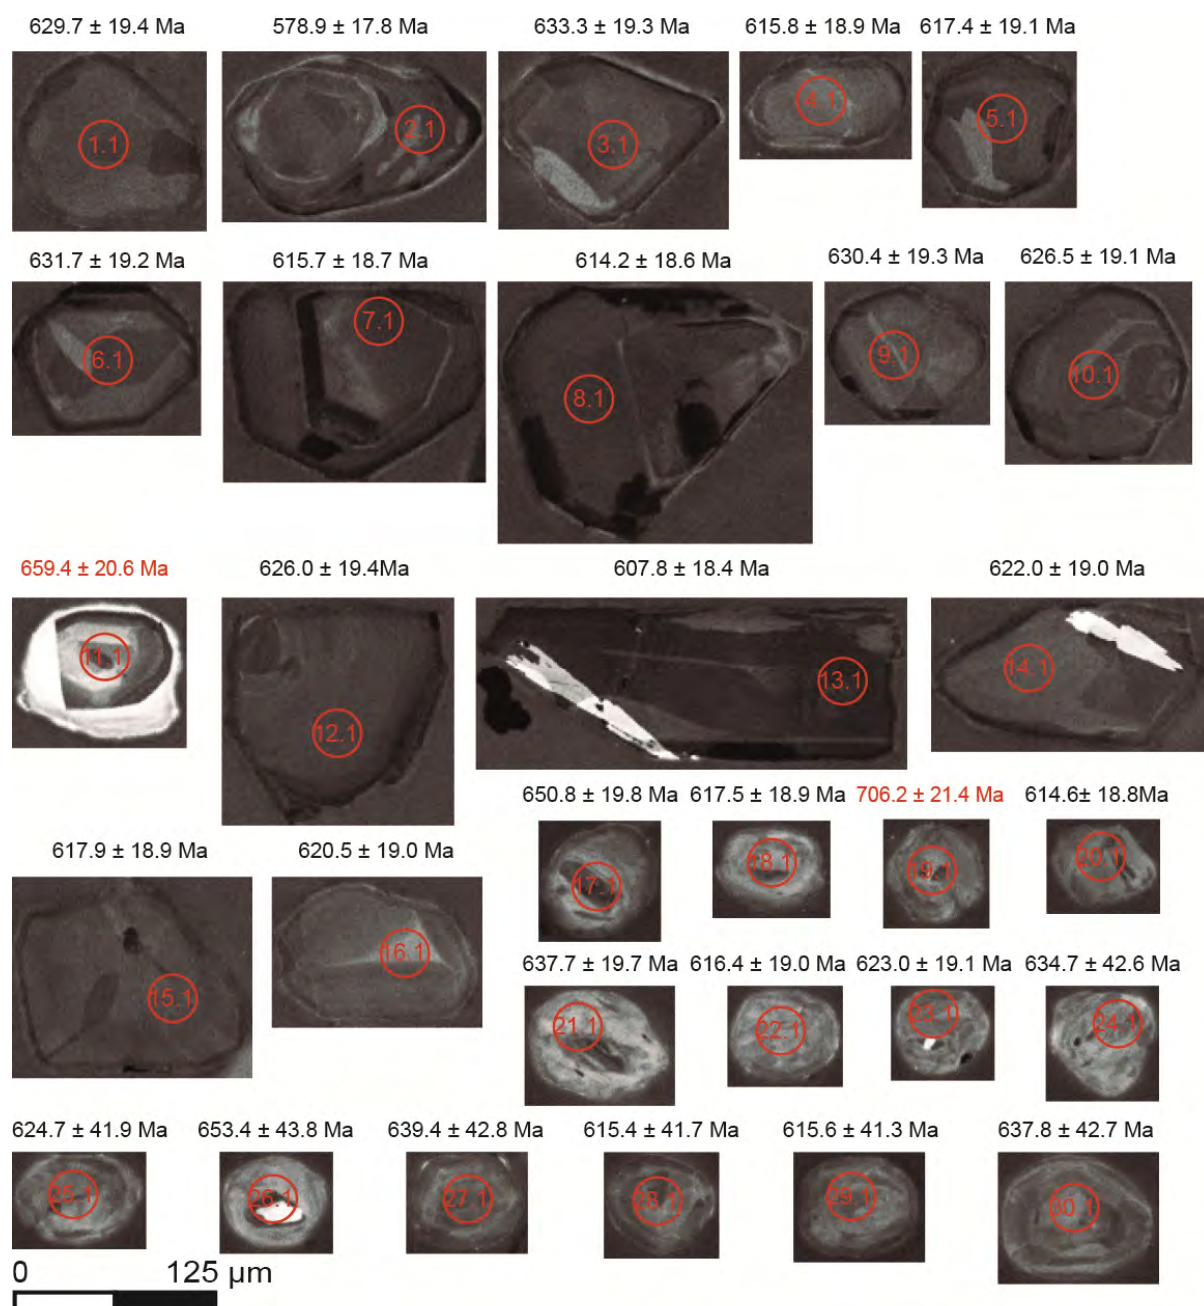 629.7 ± 19.4 Ma 578.9 ± 17.8 Ma 633.3 ± 19.3 Ma 615.8 ± 18.9 Ma 617.4 ± 19.1 Ma
1.1 2.1 3.1 4.1 5.1
631.7 ± 19.2 Ma 615.7 ± 18.7 Ma 614.2 ± 18.6 Ma 630.4 ± 19.3 Ma 626.5 ± 19.1 Ma
6.1 7.1 8.1 9.1 10.1
659.4 ± 20.6 Ma 626.0 ± 19.4Ma 607.8 ± 18.4 Ma 622.0 ± 19.0 Ma
11.1 12.1 13.1 14.1
650.8 ± 19.8 Ma 617.5 ± 18.9 Ma 706.2 ± 21.4 Ma 614.6± 18.8Ma
17.1 18.1 19.1 20.1
617.9 ± 18.9 Ma 620.5 ± 19.0 Ma
15.1 16.1
637.7 ± 19.7 Ma 616.4 ± 19.0 Ma 623.0 ± 19.1 Ma 634.7 ± 42.6 Ma
21.1 22.1 23.1 24.1
624.7 ± 41.9 Ma 653.4 ± 43.8 Ma 639.4 ± 42.8 Ma 615.4 ± 41.7 Ma 615.6 ± 41.3 Ma 637.8 ± 42.7 Ma
25.1 26.1 27.1 28.1 29.1 30.1
0 125 µm